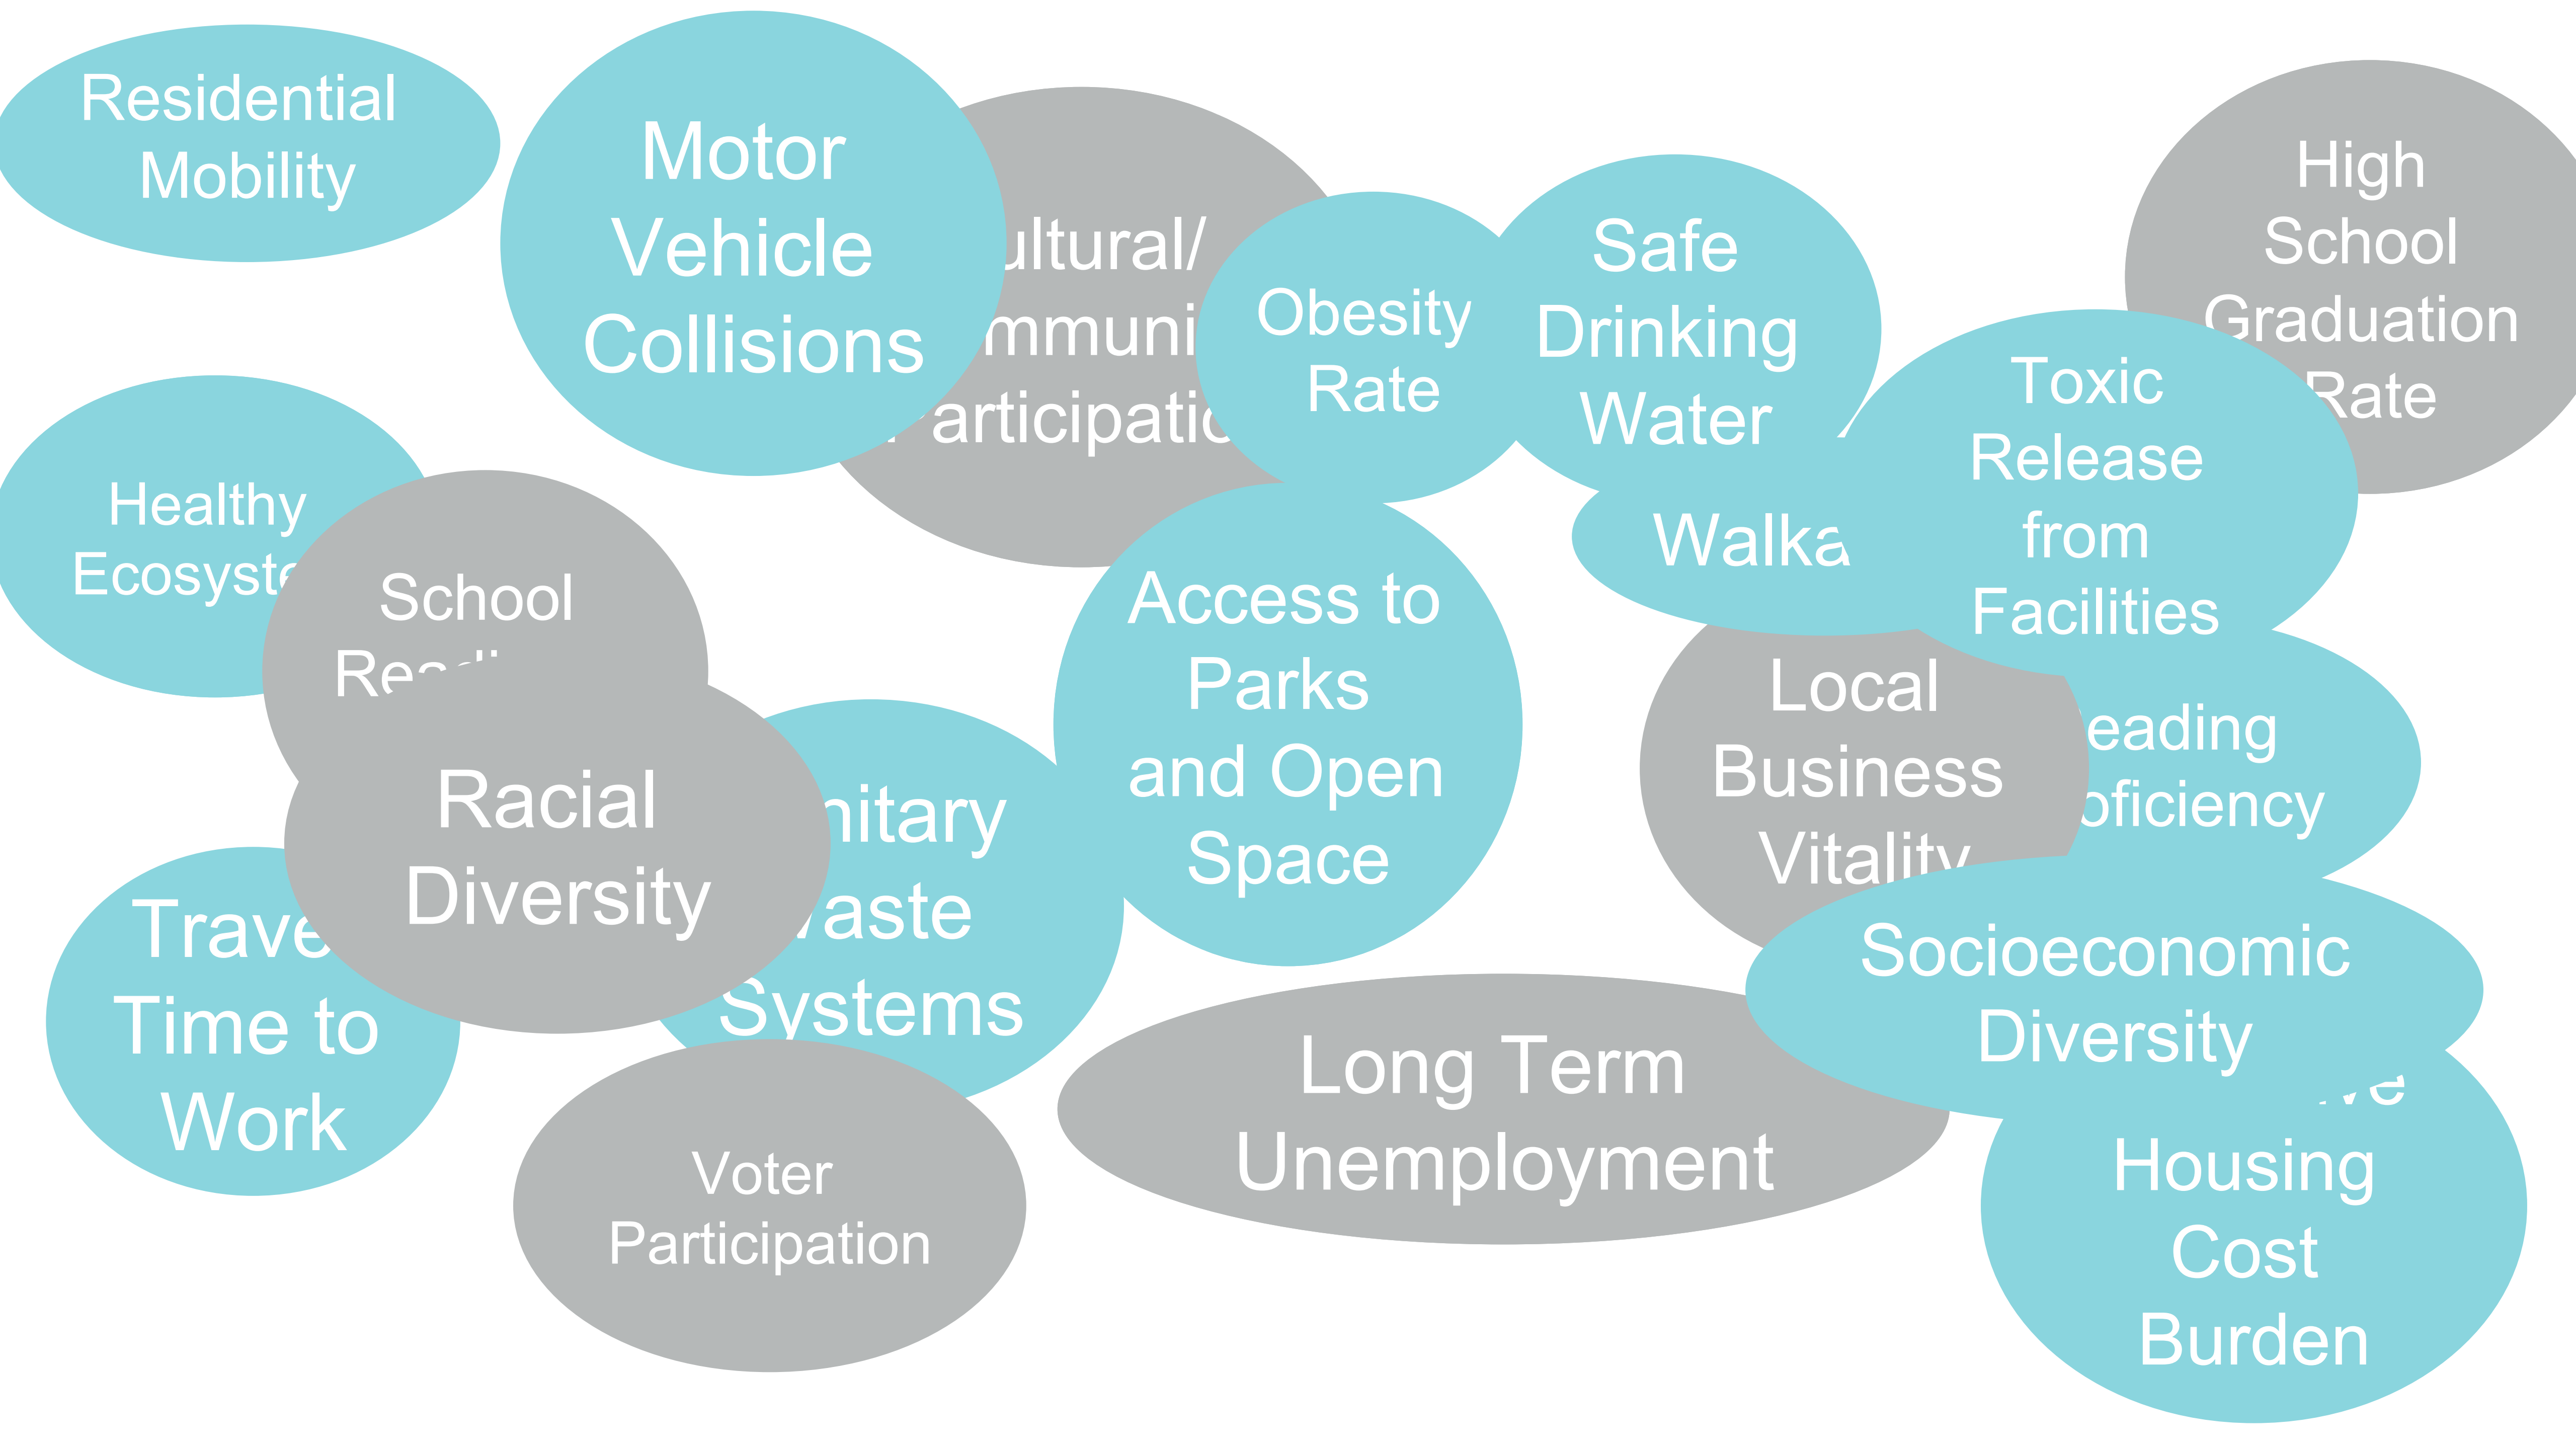 Residential
Mobility
Motor
Vehicle
Collisions
Obesity
Rate
Safe
Drinking
Water
High
School
Graduation
Rate
Toxic
Release
from
Facilities
Healthy
School
Access to
Parks
and Open
Space
Local
Business
Vitality
Racial
Diversity
Systems
Time to
Work
Voter
Participation
Long Term
Unemployment
Socioeconomic
Diversity
Housing
Cost
Burden